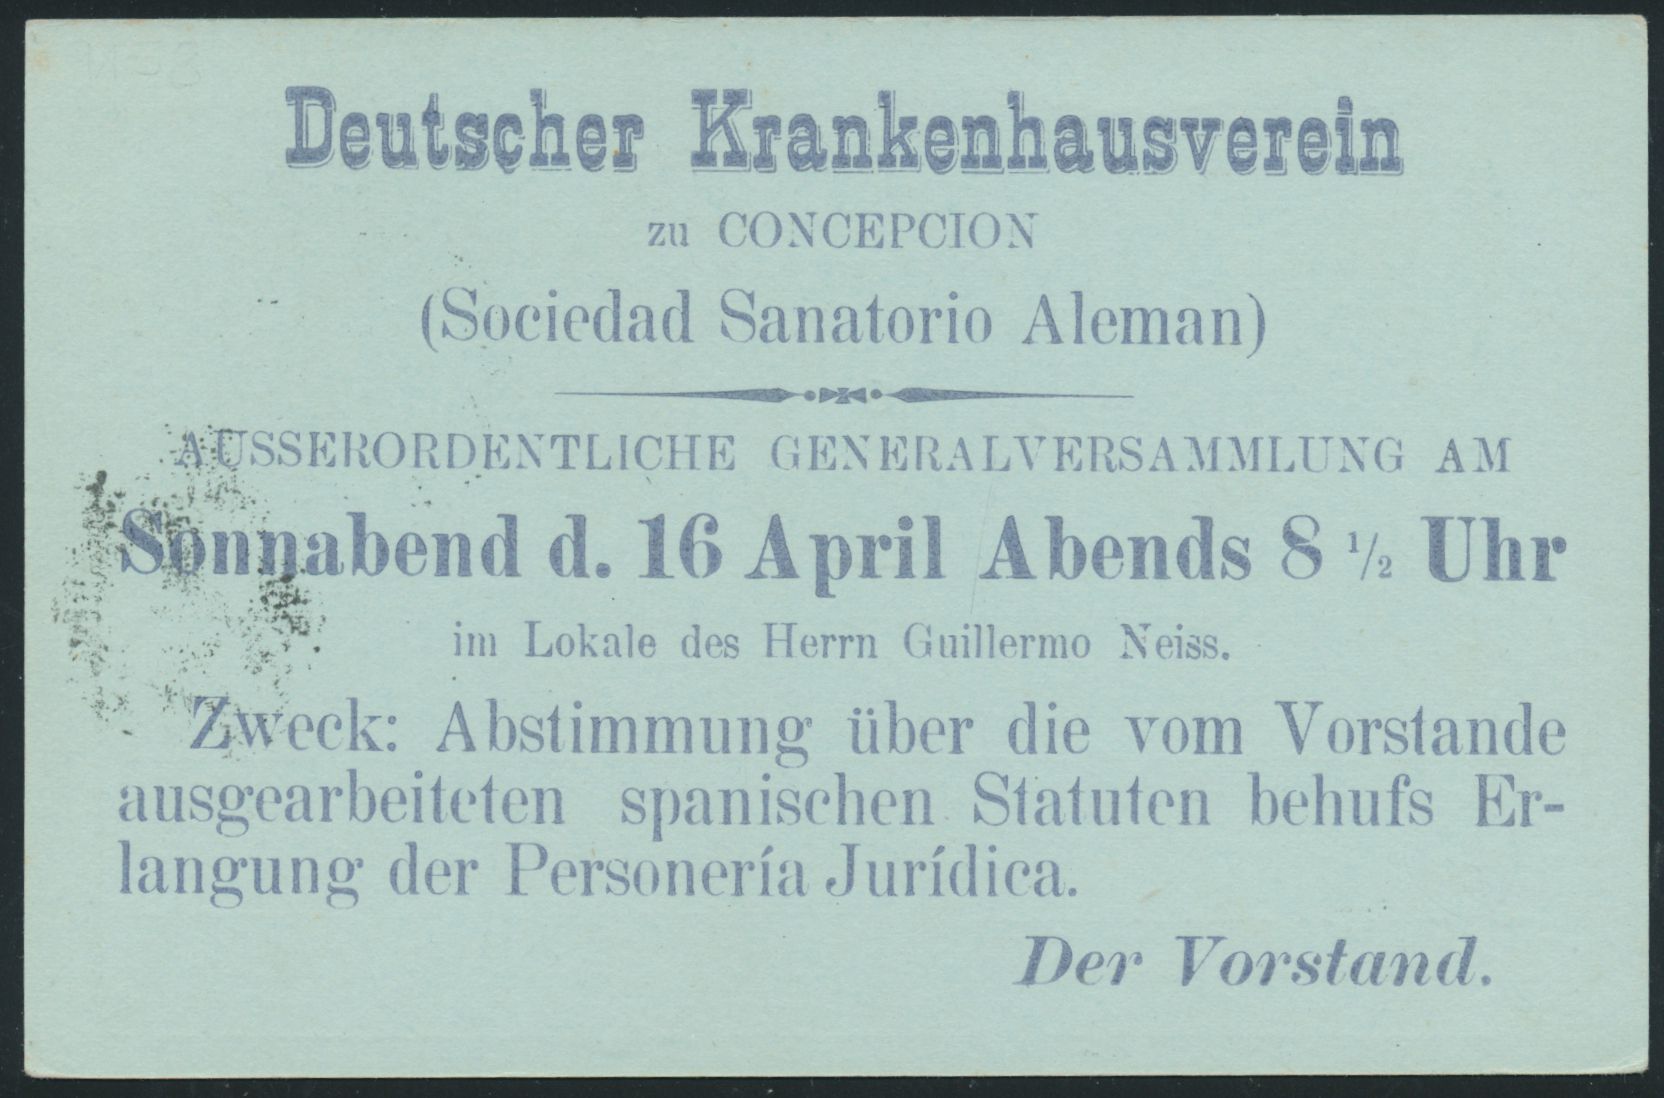 Deutscher Krankenhausverein
zu CONCEPCION
(Sociedad Sanatorio Aleman)
AUSSERORDENTLICHE GENERALVERSAMMLUNG AM
Sonnabend d. 16 April Abends 8 1/2 Uhr
im Lokale des Herrn Guillermo Neiss.
Zweck: Abstimmung über die vom Vorstande
ausgearbeiteten spanischen Statuten behufs Er-
langung der Personería Jurídica.
Der Vorstand.